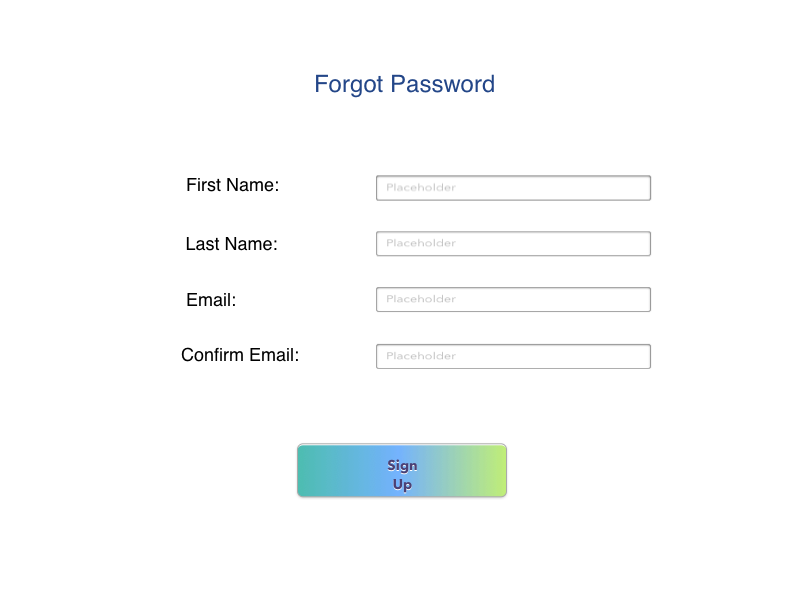 Forgot Password
First Name:
Placeholder
Last Name:
Placeholder
Email:
Placeholder
Confirm Email:
Placeholder
Sign
Up